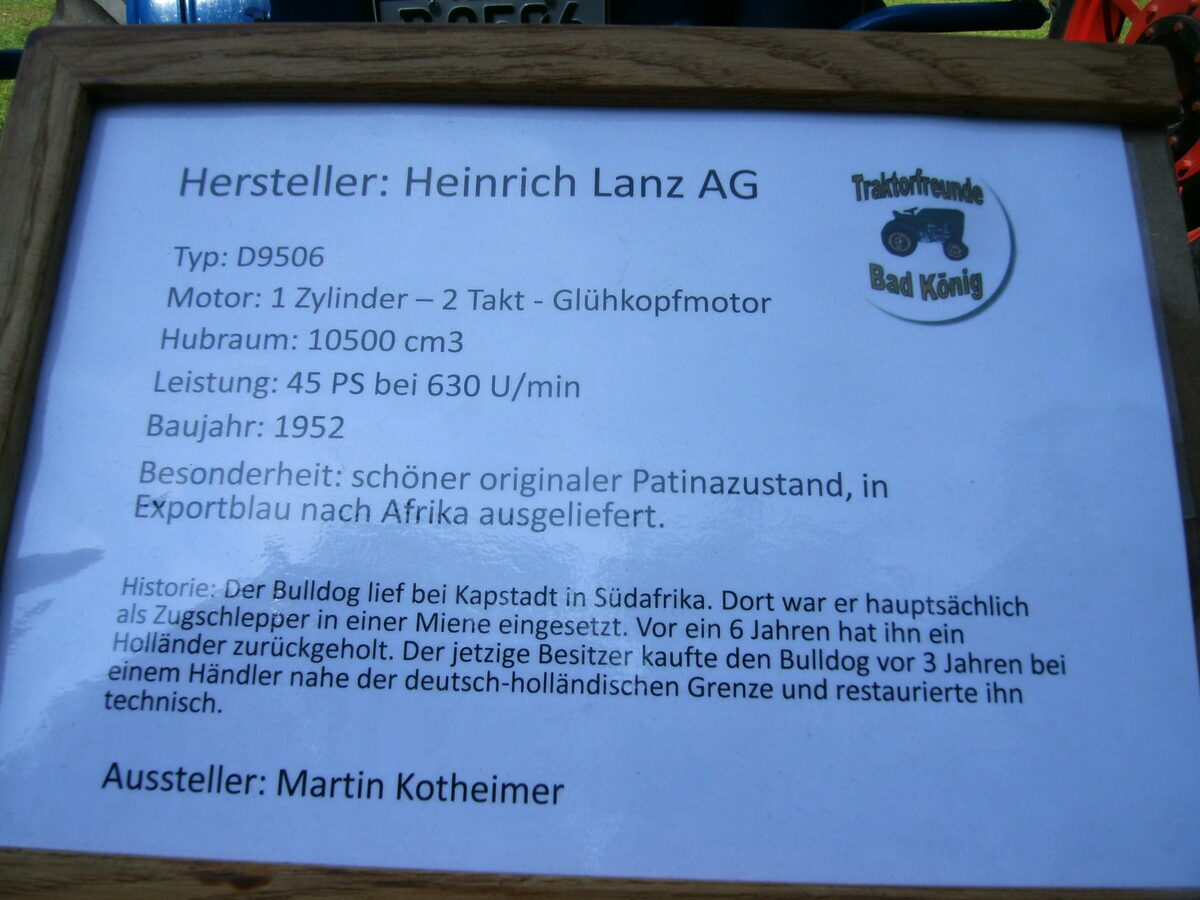 D 9506
Hersteller: Heinrich Lanz AG
Traktorfreunde
Bad König
Typ: D9506
Motor: 1 Zylinder – 2 Takt - Glühkopfmotor
Hubraum: 10500 cm3
Leistung: 45 PS bei 630 U/min
Baujahr: 1952
Besonderheit: schöner originaler Patinazustand, in
Exportblau nach Afrika ausgeliefert.
Historie: Der Bulldog lief bei Kapstadt in Südafrika. Dort war er hauptsächlich
als Zugschlepper in einer Miene eingesetzt. Vor ein 6 Jahren hat ihn ein
Holländer zurückgeholt. Der jetzige Besitzer kaufte den Bulldog vor 3 Jahren bei
einem Händler nahe der deutsch-holländischen Grenze und restaurierte ihn
technisch.
Aussteller: Martin Kotheimer